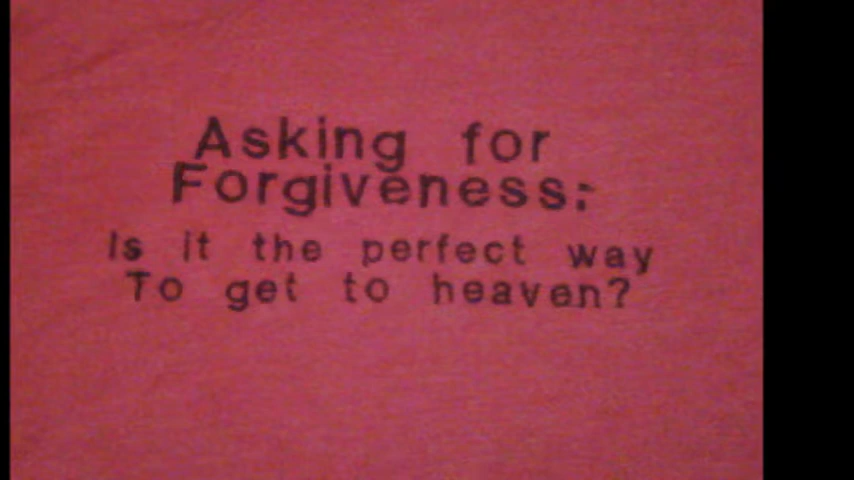 Asking for
Forgiveness:
Is it the perfect way
To get to heaven?